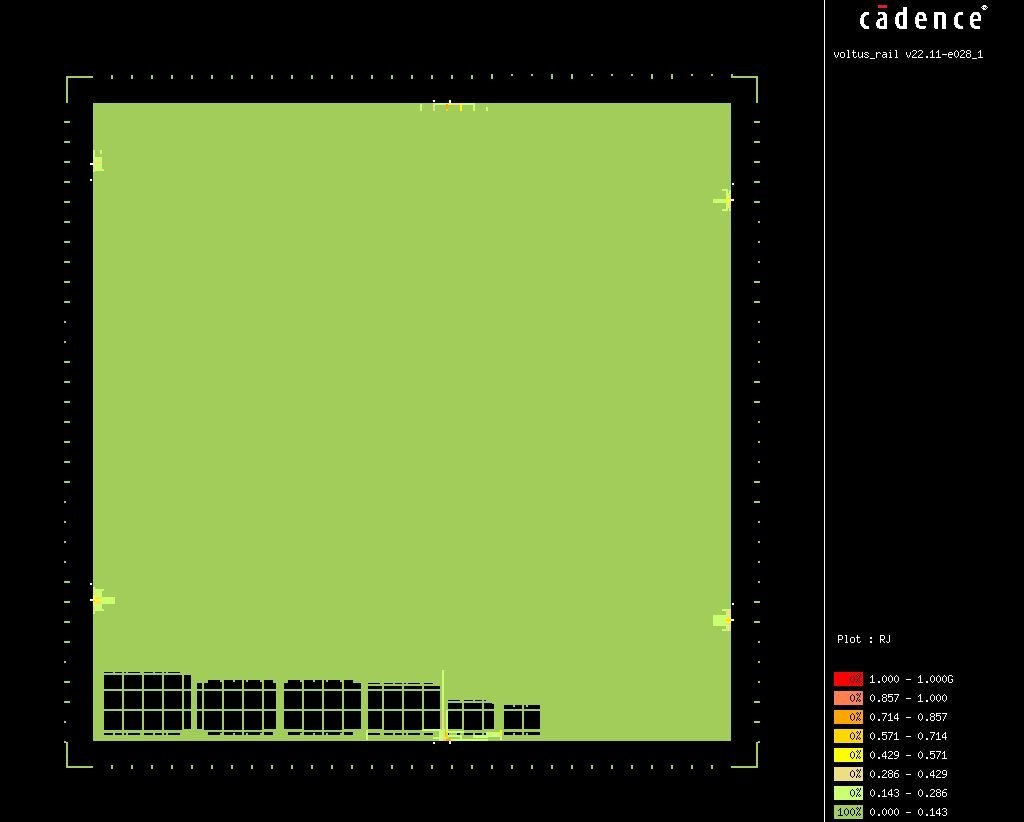 cādence®
voltus_rail v22.11-e028_1
Plot : RJ
0% 1.000 - 1.000G
0% 0.857 - 1.000
0% 0.714 - 0.857
0% 0.571 - 0.714
0% 0.429 - 0.571
0% 0.286 - 0.429
0% 0.143 - 0.286
100% 0.000 - 0.143